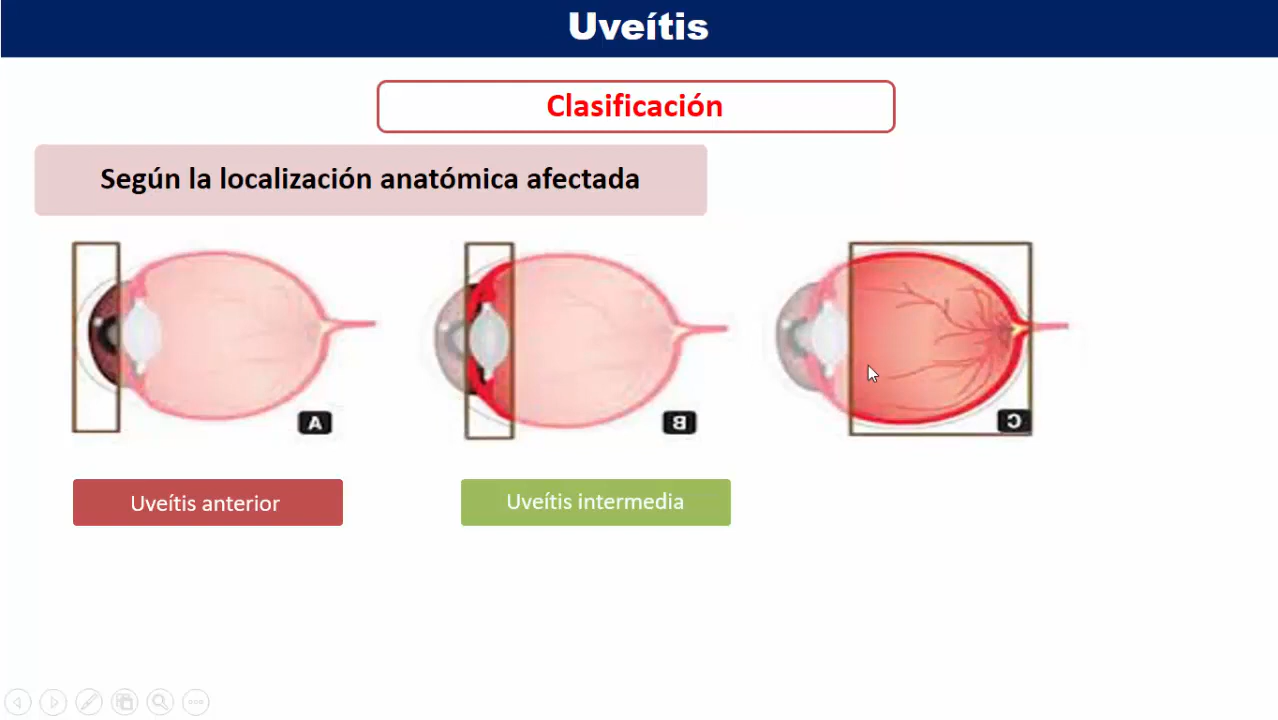 Uveítis
Clasificación
Según la localización anatómica afectada
A
B
C
Uveítis anterior
Uveítis intermedia